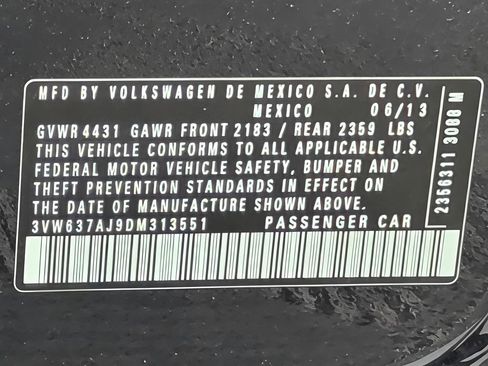 MFD BY VOLKSWAGEN DE MEXICO S.A. DE C.V.
MEXICO 06/13
GVWR 4431 GAWR FRONT 2183 / REAR 2359 LBS
THIS VEHICLE CONFORMS TO ALL APPLICABLE U.S.
FEDERAL MOTOR VEHICLE SAFETY, BUMPER AND
THEFT PREVENTION STANDARDS IN EFFECT ON
THE DATE OF MANUFACTURE SHOWN ABOVE.
3VW637AJ9DM313551 PASSENGER CAR
2356311 3088 M